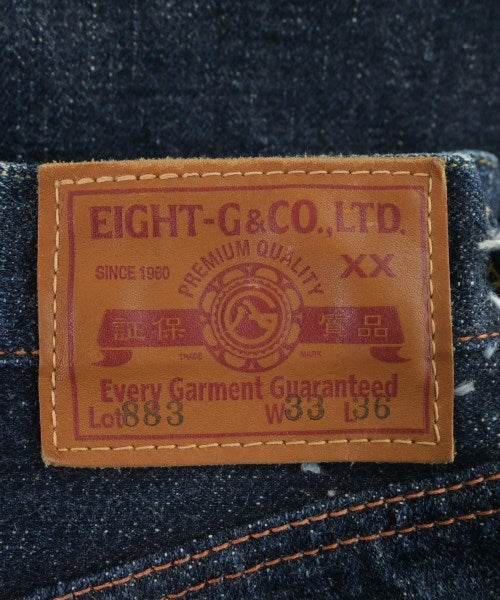 EIGHT-G&CO.,LTD.
PREMIUM QUALITY
SINCE 1960
XX
証保 質品
TRADE MARK
Every Garment Guaranteed
Lot 883 W33 L36